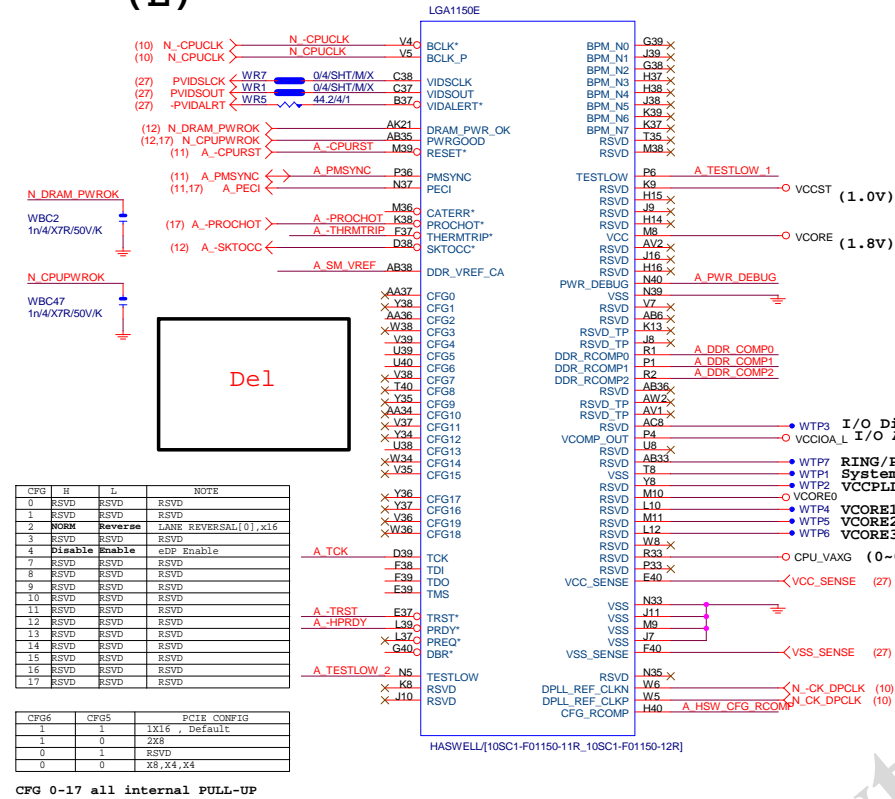 LGA1150E
(10) N_-CPUCLK N_-CPUCLK V4 BCLK* BPM_N0 G39
(10) N_CPUCLK N_CPUCLK V5 BCLK_P BPM_N1 J39
BPM_N2 G38
(27) PVIDSLCK WR7 0/4/SHT/M/X C38 VIDSCLK BPM_N3 H37
(27) PVIDSOUT WR1 0/4/SHT/M/X C37 VIDSOUT BPM_N4 H38
(27) -PVIDALRT WR5 44.2/4/1 B37 VIDALERT* BPM_N5 J38
BPM_N6 K39
(12) N_DRAM_PWROK AK21 DRAM_PWR_OK BPM_N7 K37
(12,17) N_CPUPWROK AB35 PWRGOOD RSVD T35
(11) A_-CPURST A_-CPURST M39 RESET* RSVD M38
(11) A_PMSYNC A_PMSYNC P36 PMSYNC TESTLOW P6 A_TESTLOW_1
(11,17) A_PECI N37 PECI RSVD K9 VCCST (1.0V)
RSVD H15
M36 CATERR* RSVD J9
(17) A_-PROCHOT A_-PROCHOT K38 PROCHOT* RSVD H14
A_-THRMTRIP F37 THERMTRIP* VCC M8 VCORE (1.8V)
(12) A_-SKTOCC D38 SKTOCC* RSVD AV2
RSVD J16
A_SM_VREF AB38 DDR_VREF_CA RSVD H16
PWR_DEBUG N40 A_PWR_DEBUG
N_DRAM_PWROK
WBC2
1n/4/X7R/50V/K
N_CPUPWROK
WBC47
1n/4/X7R/50V/K
AA37 CFG0 VSS N39
Y38 CFG1 RSVD V7
AA36 CFG2 RSVD AB6
W38 CFG3 RSVD_TP K13
V39 CFG4 RSVD_TP J8
U39 CFG5 DDR_RCOMP0 R1 A_DDR_COMP0
U40 CFG6 DDR_RCOMP1 P1 A_DDR_COMP1
V38 CFG7 DDR_RCOMP2 R2 A_DDR_COMP2
T40 CFG8 RSVD AB36
Y35 CFG9 RSVD_TP AW2
AA34 CFG10 RSVD_TP AV1
V37 CFG11 RSVD AC8 WTP3 I/O Di
Y34 CFG12 VCOMP_OUT P4 VCCIOA_L I/O
U38 CFG13 RSVD U8
W34 CFG14 RSVD AB33 WTP7 RING/
V35 CFG15 VSS T8 WTP1 System
RSVD Y8 WTP2 VCCPLL
Y36 CFG17 RSVD M10 VCORE0
Y37 CFG16 RSVD L10 WTP4 VCORE1
V36 CFG19 RSVD M11 WTP5 VCORE2
W36 CFG18 RSVD L12 WTP6 VCORE3
RSVD W8
A_TCK D39 TCK RSVD R33 CPU_VAXG (0~
F38 TDI RSVD P33
F39 TDO VCC_SENSE E40 VCC_SENSE (27)
E39 TMS
VSS N33
A_-TRST E37 TRST* VSS J11
A_-HPRDY L39 PRDY* VSS M9
L37 PREQ* VSS J7
G40 DBR* VSS_SENSE F40 VSS_SENSE (27)
A_TESTLOW_2 N5 TESTLOW RSVD N35
K8 RSVD DPLL_REF_CLKN W6 N_-CK_DPCLK (10)
J10 RSVD DPLL_REF_CLKP W5 N_CK_DPCLK (10)
CFG_RCOMP H40 A_HSW_CFG_RCOMP
HASWELL/[10SC1-F01150-11R_10SC1-F01150-12R]
Del
CFG H L NOTE
0 RSVD RSVD RSVD
1 RSVD RSVD RSVD
2 NORM Reverse LANE REVERSAL[0],x16
3 RSVD RSVD RSVD
4 Disable Enable eDP Enable
7 RSVD RSVD RSVD
8 RSVD RSVD RSVD
9 RSVD RSVD RSVD
10 RSVD RSVD RSVD
11 RSVD RSVD RSVD
12 RSVD RSVD RSVD
13 RSVD RSVD RSVD
14 RSVD RSVD RSVD
15 RSVD RSVD RSVD
16 RSVD RSVD RSVD
17 RSVD RSVD RSVD
CFG6 CFG5 PCIE CONFIG
1 1 1X16 , Default
1 0 2X8
0 1 RSVD
0 0 X8,X4,X4
CFG 0-17 all internal PULL-UP